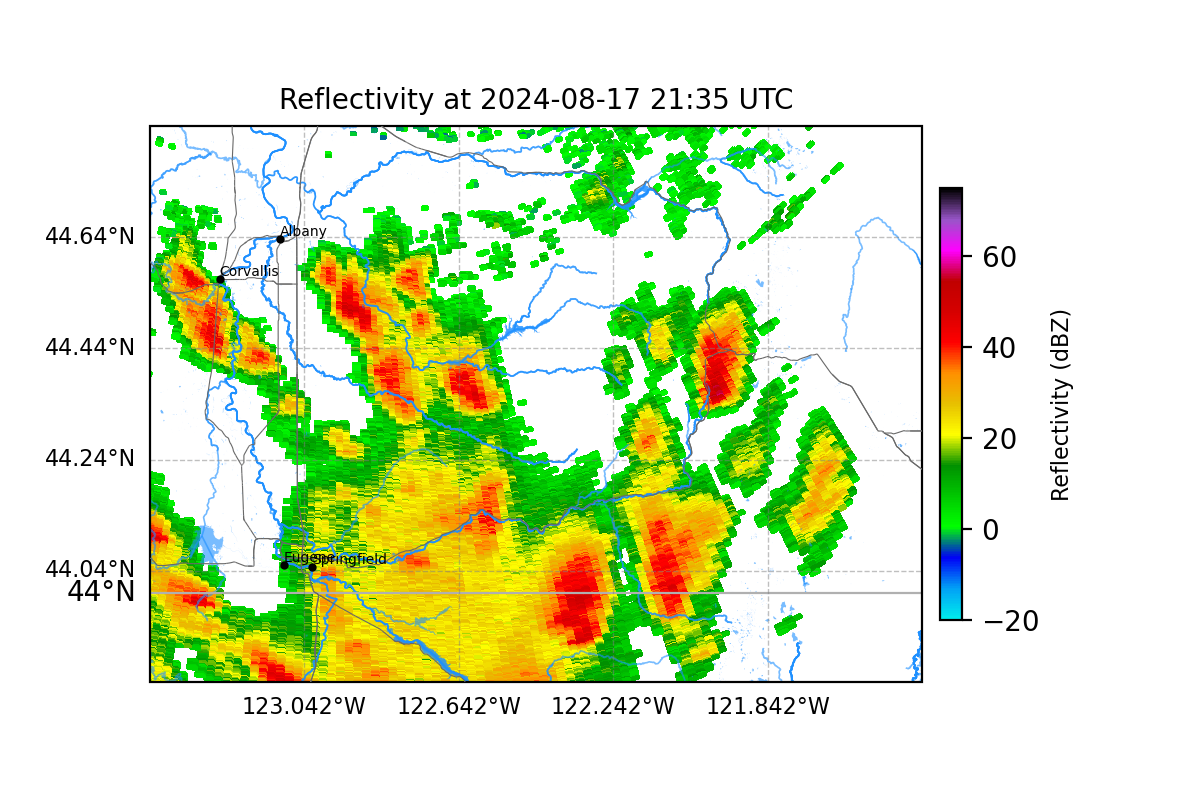 Reflectivity at 2024-08-17 21:35 UTC
44.64°N
44.44°N
44.24°N
44.04°N
44°N
Albany
Corvallis
Eugene
Springfield
123.042°W
122.642°W
122.242°W
121.842°W
60
40
20
0
−20
Reflectivity (dBZ)